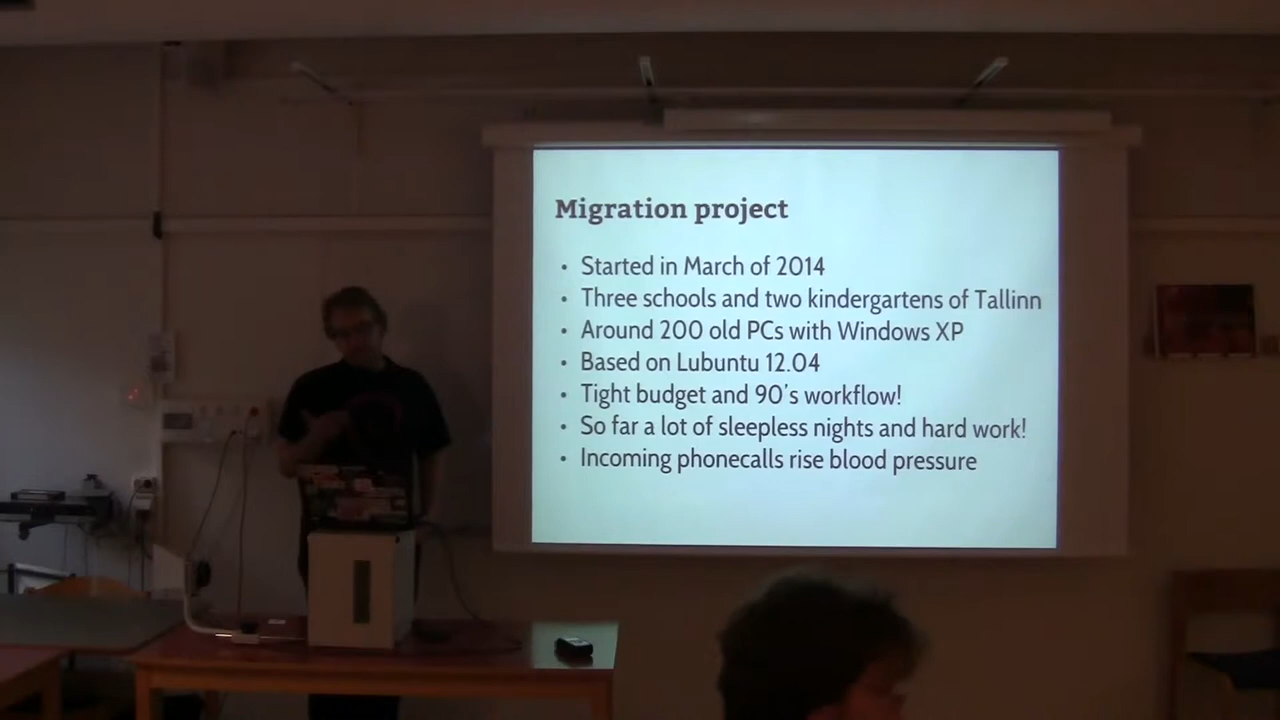 Migration project
• Started in March of 2014
• Three schools and two kindergartens of Tallinn
• Around 200 old PCs with Windows XP
• Based on Lubuntu 12.04
• Tight budget and 90's workflow!
• So far a lot of sleepless nights and hard work!
• Incoming phonecalls rise blood pressure